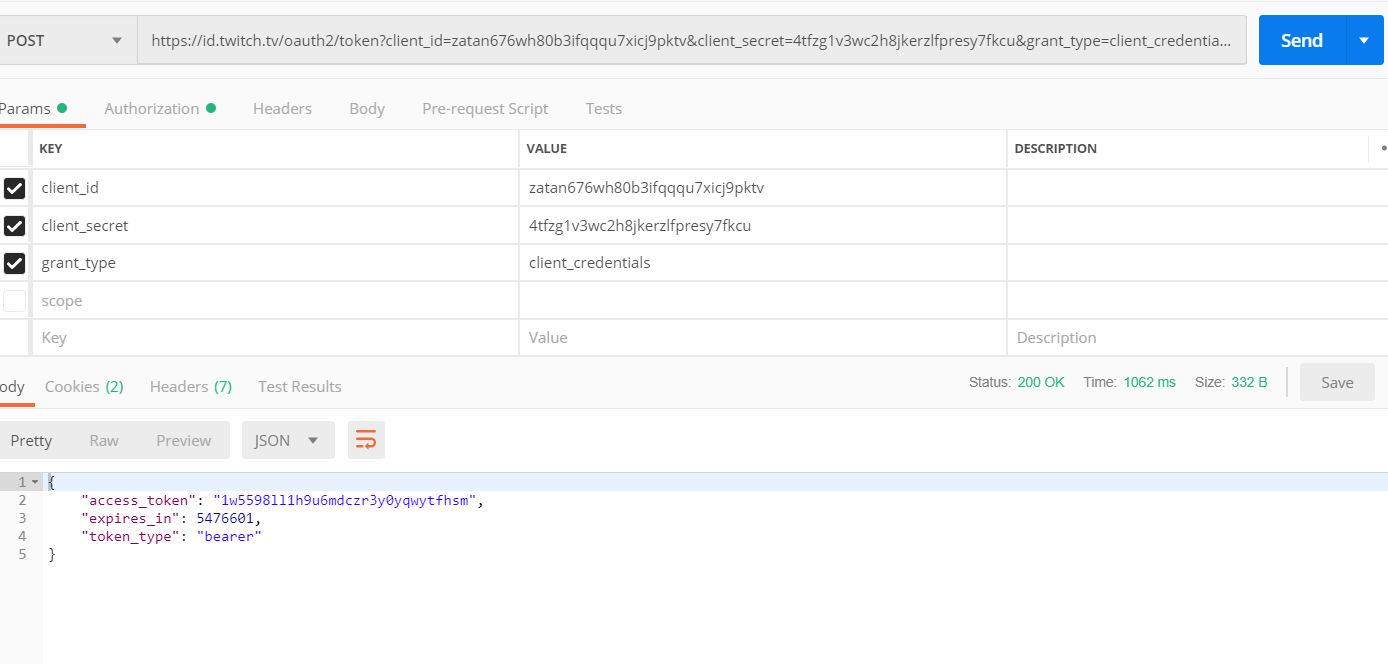 POST
https://id.twitch.tv/oauth2/token?client_id=zatan676wh80b3ifqqqu7xicj9pktv&client_secret=4tfzg1v3wc2h8jkerzlfpresy7fkcu&grant_type=client_credentia...
Send
Params Authorization Headers Body Pre-request Script Tests
KEY VALUE DESCRIPTION
client_id zatan676wh80b3ifqqqu7xicj9pktv
client_secret 4tfzg1v3wc2h8jkerzlfpresy7fkcu
grant_type client_credentials
scope
Key Value Description
ody Cookies (2) Headers (7) Test Results Status: 200 OK Time: 1062 ms Size: 332 B Save
Pretty Raw Preview JSON
1 {
2 "access_token": "1w5598ll1h9u6mdczr3y0yqwytfhsm",
3 "expires_in": 5476601,
4 "token_type": "bearer"
5 }